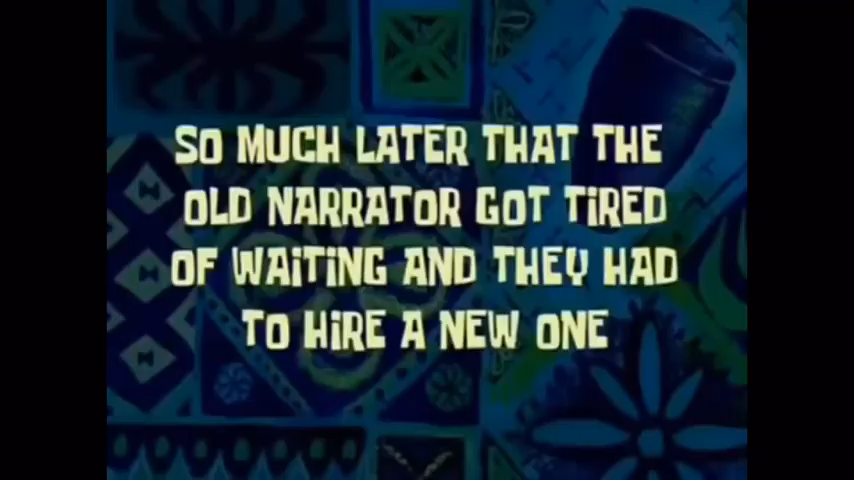 SO MUCH LATER THAT THE
OLD NARRATOR GOT TIRED
OF WAITING AND THEY HAD
TO HIRE A NEW ONE